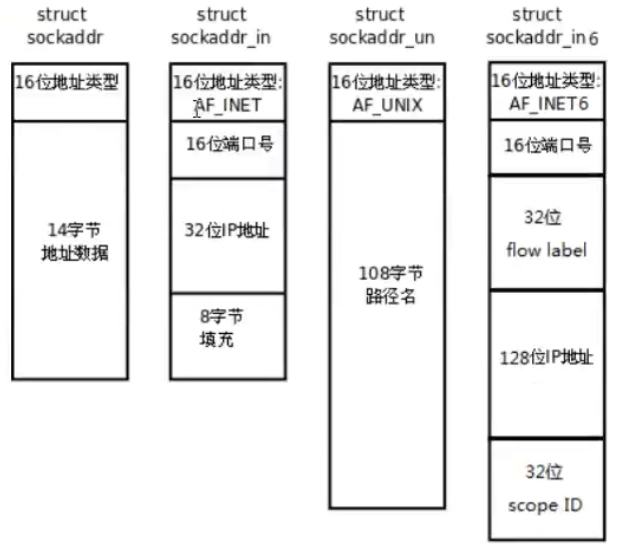 struct
sockaddr
16位地址类型
14字节
地址数据
struct
sockaddr_in
16位地址类型:
AF_INET
16位端口号
32位IP地址
8字节
填充
struct
sockaddr_un
16位地址类型:
AF_UNIX
108字节
路径名
struct
sockaddr_in6
16位地址类型:
AF_INET6
16位端口号
32位
flow label
128位IP地址
32位
scope ID